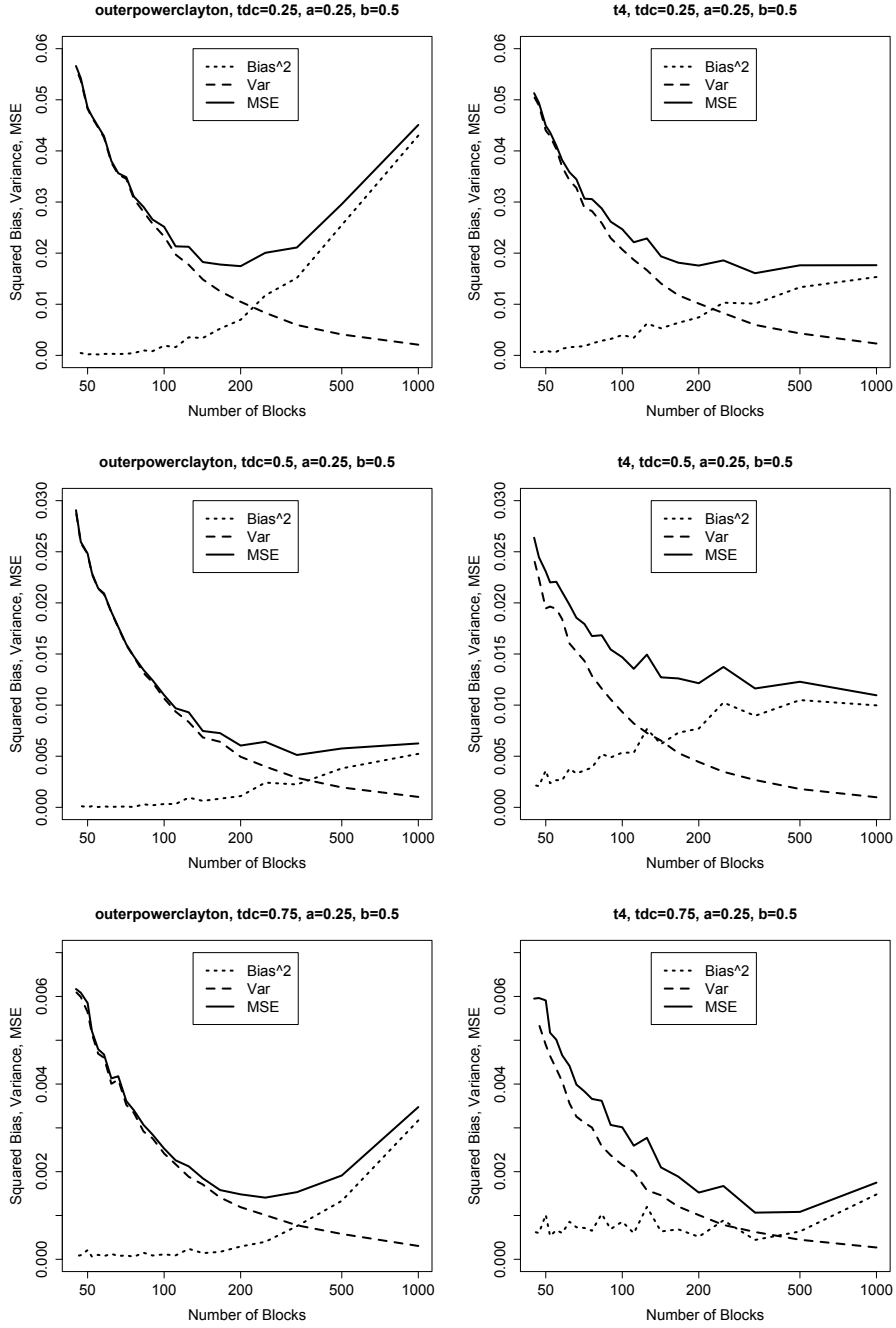 outerpowerclayton, tdc=0.25, a=0.25, b=0.5
Squared Bias, Variance, MSE
0.06
0.05
0.04
0.03
0.02
0.01
0.00
Bias^2
Var
MSE
50 100 200 500 1000
Number of Blocks
t4, tdc=0.25, a=0.25, b=0.5
Squared Bias, Variance, MSE
0.06
0.05
0.04
0.03
0.02
0.01
0.00
Bias^2
Var
MSE
50 100 200 500 1000
Number of Blocks
outerpowerclayton, tdc=0.5, a=0.25, b=0.5
Squared Bias, Variance, MSE
0.030
0.025
0.020
0.015
0.010
0.005
0.000
Bias^2
Var
MSE
50 100 200 500 1000
Number of Blocks
t4, tdc=0.5, a=0.25, b=0.5
Squared Bias, Variance, MSE
0.030
0.025
0.020
0.015
0.010
0.005
0.000
Bias^2
Var
MSE
50 100 200 500 1000
Number of Blocks
outerpowerclayton, tdc=0.75, a=0.25, b=0.5
Squared Bias, Variance, MSE
0.006
0.004
0.002
0.000
Bias^2
Var
MSE
50 100 200 500 1000
Number of Blocks
t4, tdc=0.75, a=0.25, b=0.5
Squared Bias, Variance, MSE
0.006
0.004
0.002
0.000
Bias^2
Var
MSE
50 100 200 500 1000
Number of Blocks